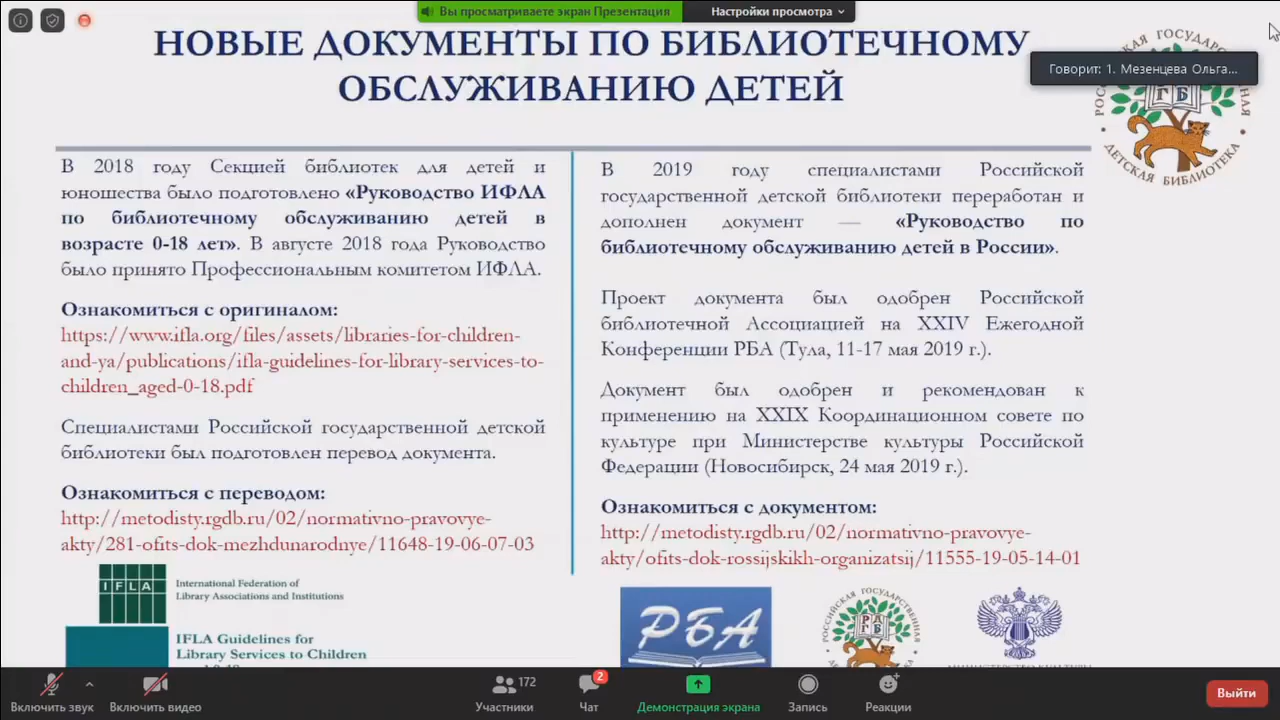 Вы просматриваете экран Презентация
Настройки просмотра
НОВЫЕ ДОКУМЕНТЫ ПО БИБЛИОТЕЧНОМУ
ОБСЛУЖИВАНИЮ ДЕТЕЙ
Говорит: 1. Мезенцева Ольга...
ГБ
ДЕТСКАЯ БИБЛИОТЕКА
В 2018 году Секцией библиотек для детей и
юношества было подготовлено «Руководство ИФЛА
по библиотечному обслуживанию детей в
возрасте 0-18 лет». В августе 2018 года Руководство
было принято Профессиональным комитетом ИФЛА.
Ознакомиться с оригиналом:
https://www.ifla.org/files/assets/libraries-for-children-
and-ya/publications/ifla-guidelines-for-library-services-to-
children_aged-0-18.pdf
Специалистами Российской государственной детской
библиотеки был подготовлен перевод документа.
Ознакомиться с переводом:
http://metodisty.rgdb.ru/02/normativno-pravovye-
akty/281-ofits-dok-mezhdunarodnye/11648-19-06-07-03
IFLA
International Federation of
Library Associations and Institutions
IFLA Guidelines for
Library Services to Children
В 2019 году специалистами Российской
государственной детской библиотеки переработан и
дополнен документ — «Руководство по
библиотечному обслуживанию детей в России».
Проект документа был одобрен Российской
библиотечной Ассоциацией на XXIV Ежегодной
Конференции РБА (Тула, 11-17 мая 2019 г.).
Документ был одобрен и рекомендован к
применению на XXIX Координационном совете по
культуре при Министерстве культуры Российской
Федерации (Новосибирск, 24 мая 2019 г.).
Ознакомиться с документом:
http://metodisty.rgdb.ru/02/normativno-pravovye-
akty/ofits-dok-rossijskikh-organizatsij/11555-19-05-14-01
РБА
РОССИЙСКАЯ ГОСУДАРСТВЕННАЯ
РДГБ
МИНИСТЕРСТВО КУЛЬТУРЫ
172
2
Включить звук
Включить видео
Участники
Чат
Демонстрация экрана
Запись
Реакции
Выйти